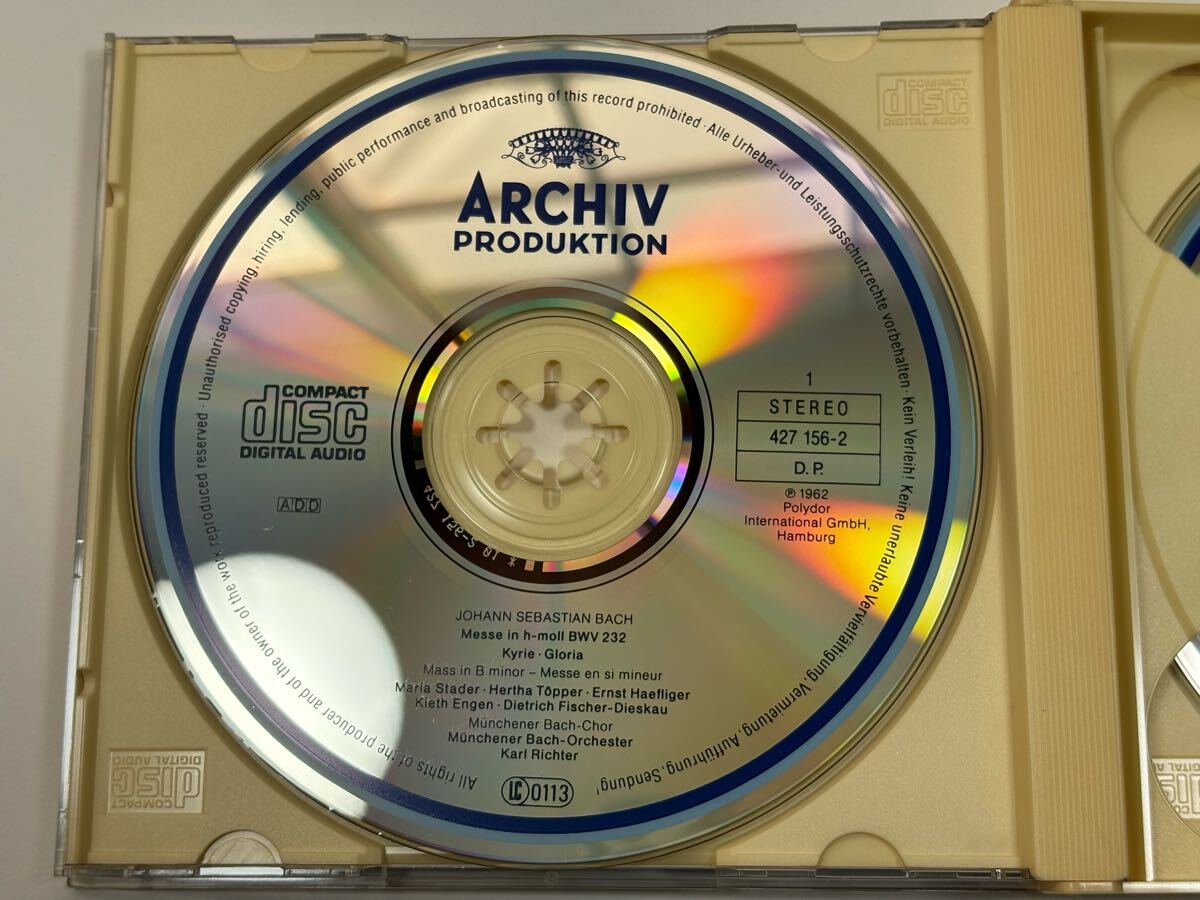 All rights of the producer and of the owner of the work reproduced reserved · Unauthorised copying, hiring, lending, public performance and broadcasting of this record prohibited · Alle Urheber- und Leistungsschutzrechte vorbehalten · Kein Verleih! Keine unerlaubte Vervielfältigung, Vermietung, Aufführung, Sendung!
ARCHIV
PRODUKTION
COMPACT
disc
DIGITAL AUDIO
ADD
1
STEREO
427 156-2
D.P.
℗ 1962
Polydor
International GmbH,
Hamburg
JOHANN SEBASTIAN BACH
Messe in h-moll BWV 232
Kyrie · Gloria
Mass in B minor – Messe en si mineur
Maria Stader · Hertha Töpper · Ernst Haefliger
Kieth Engen · Dietrich Fischer-Dieskau
Münchener Bach-Chor
Münchener Bach-Orchester
Karl Richter
LC 0113
COMPACT
disc
DIGITAL AUDIO
COMPACT
disc
DIGITAL AUDIO